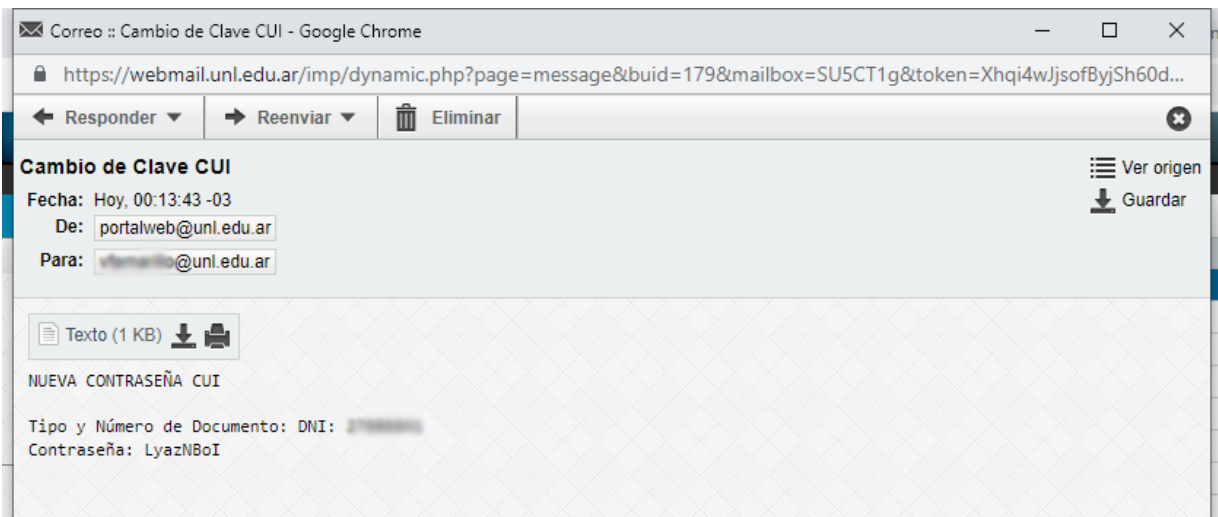 Correo :: Cambio de Clave CUI - Google Chrome
https://webmail.unl.edu.ar/imp/dynamic.php?page=message&buid=179&mailbox=SU5CT1g&token=Xhqi4wJjsofByjSh60d...
Responder Reenviar Eliminar
Cambio de Clave CUI
Ver origen
Fecha: Hoy, 00:13:43 -03
Guardar
De: portalweb@unl.edu.ar
Para: @unl.edu.ar
Texto (1 KB)
NUEVA CONTRASEÑA CUI
Tipo y Número de Documento: DNI:
Contraseña: LyazNBoI